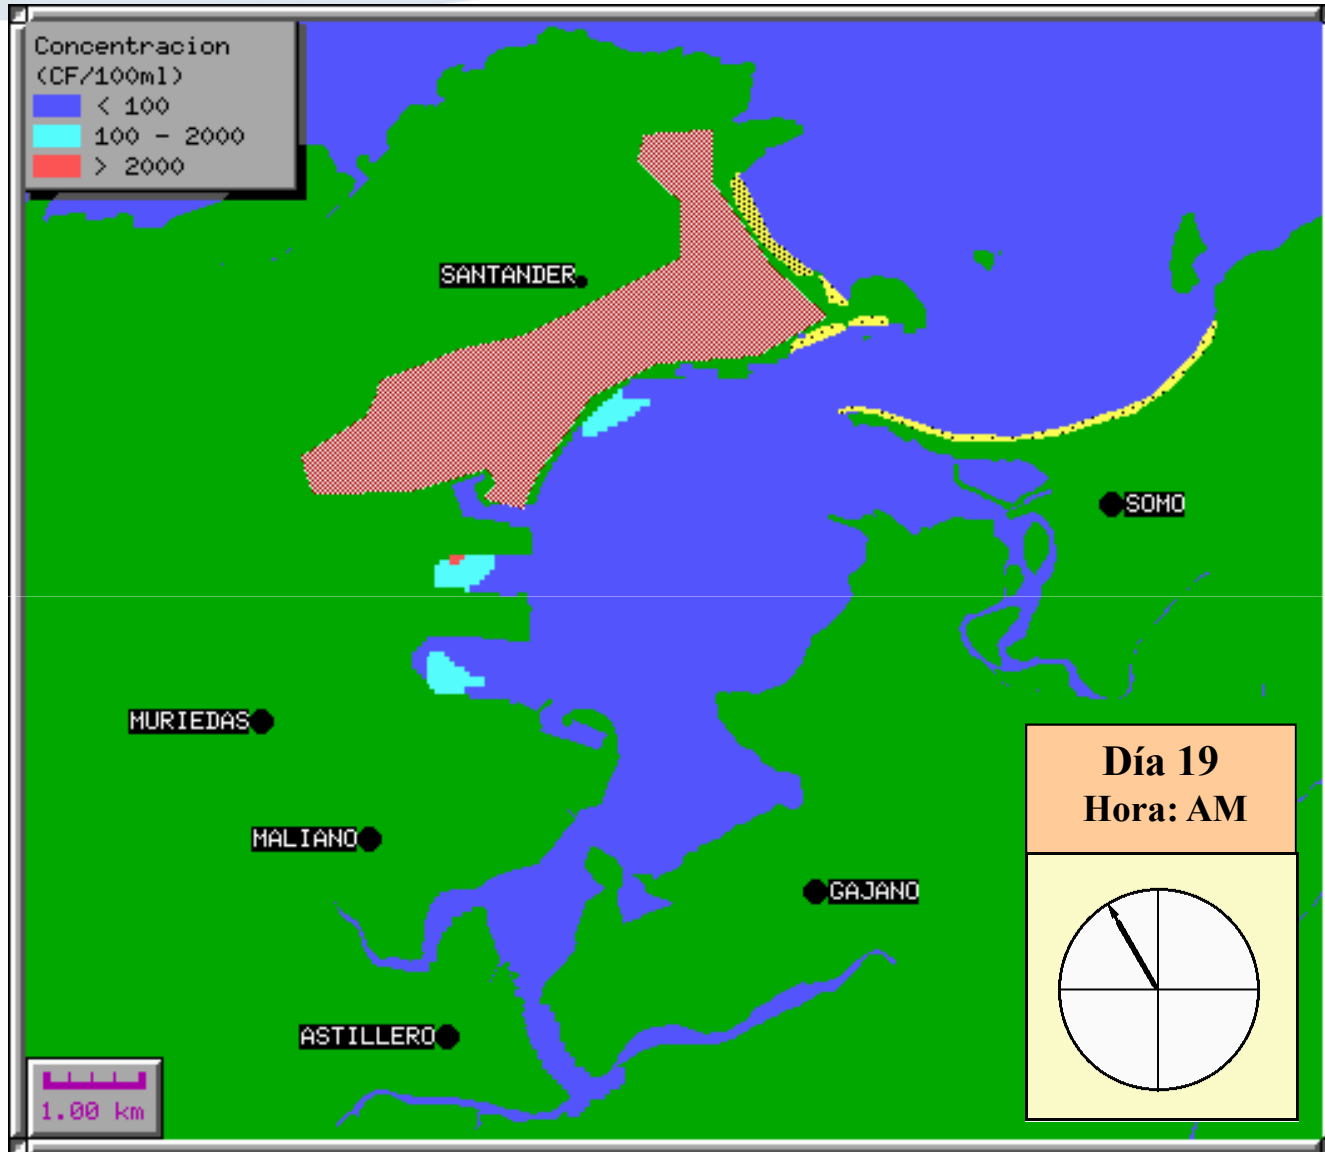 Concentracion
(CF/100ml)
< 100
100 - 2000
> 2000
SANTANDER
SOMO
MURIEDAS
Día 19
Hora: AM
MALIANO
GAJANO
ASTILLERO
1.00 km